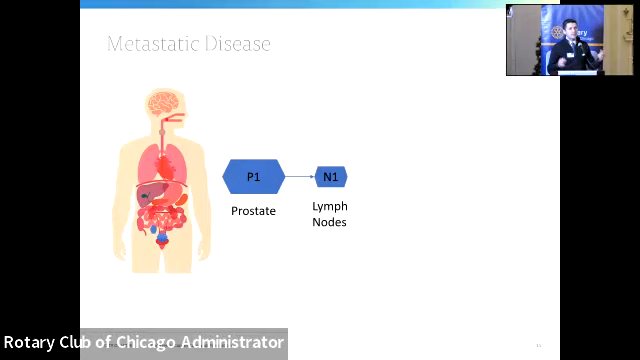 Metastatic Disease
P1
N1
Prostate
Lymph
Nodes
Rotary Club of Chicago Administrator